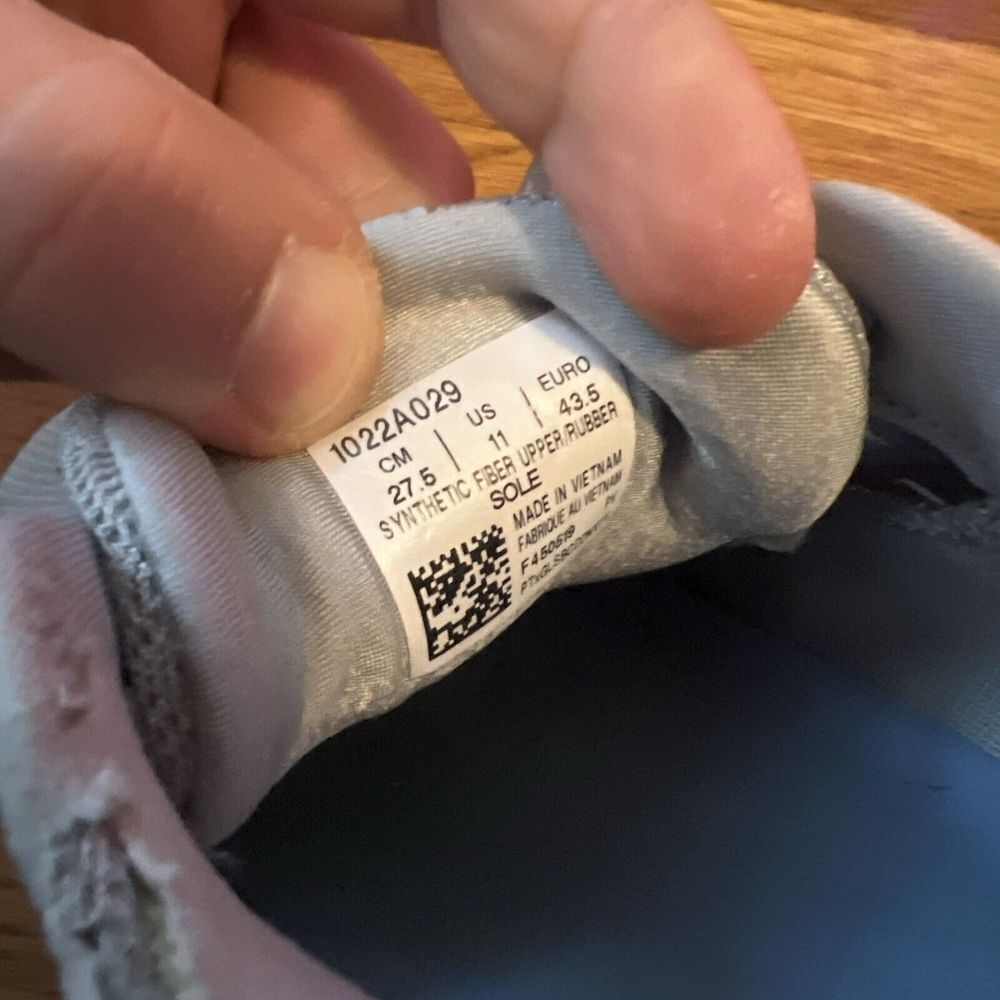 1022A029
CM | US | EURO
27.5 11 43.5
SYNTHETIC FIBER UPPER/RUBBER
SOLE
MADE IN VIETNAM
FABRIQUE AU VIETNAM
F450519